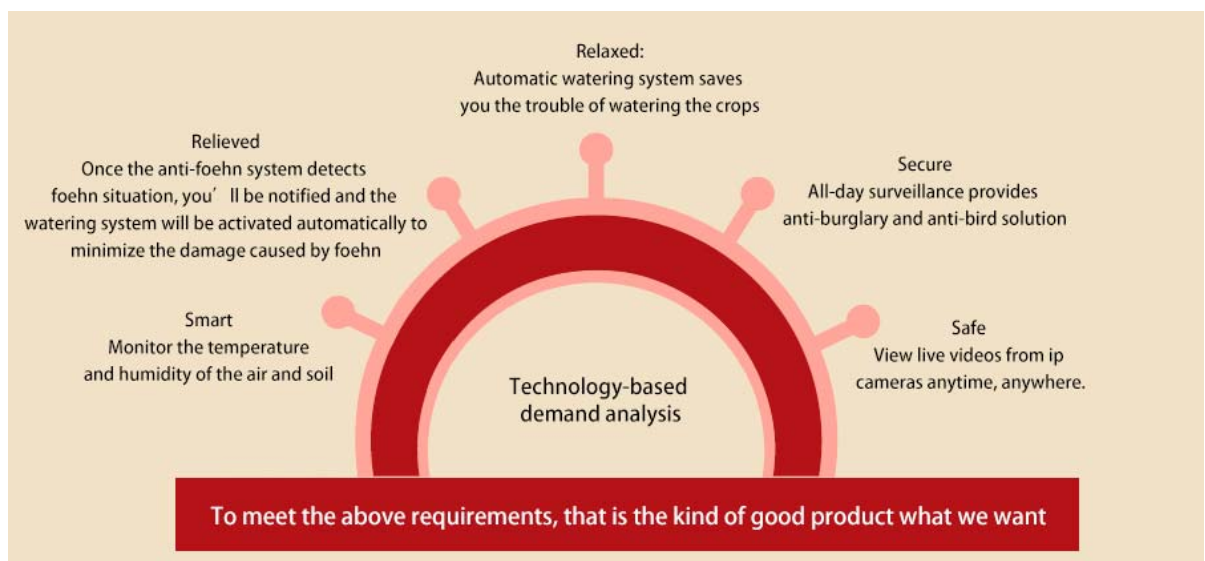 Relaxed:
Automatic watering system saves
you the trouble of watering the crops
Relieved
Once the anti-foehn system detects
foehn situation, you’ ll be notified and the
watering system will be activated automatically to
minimize the damage caused by foehn
Secure
All-day surveillance provides
anti-burglary and anti-bird solution
Smart
Monitor the temperature
and humidity of the air and soil
Safe
View live videos from ip
cameras anytime, anywhere.
Technology-based
demand analysis
To meet the above requirements, that is the kind of good product what we want